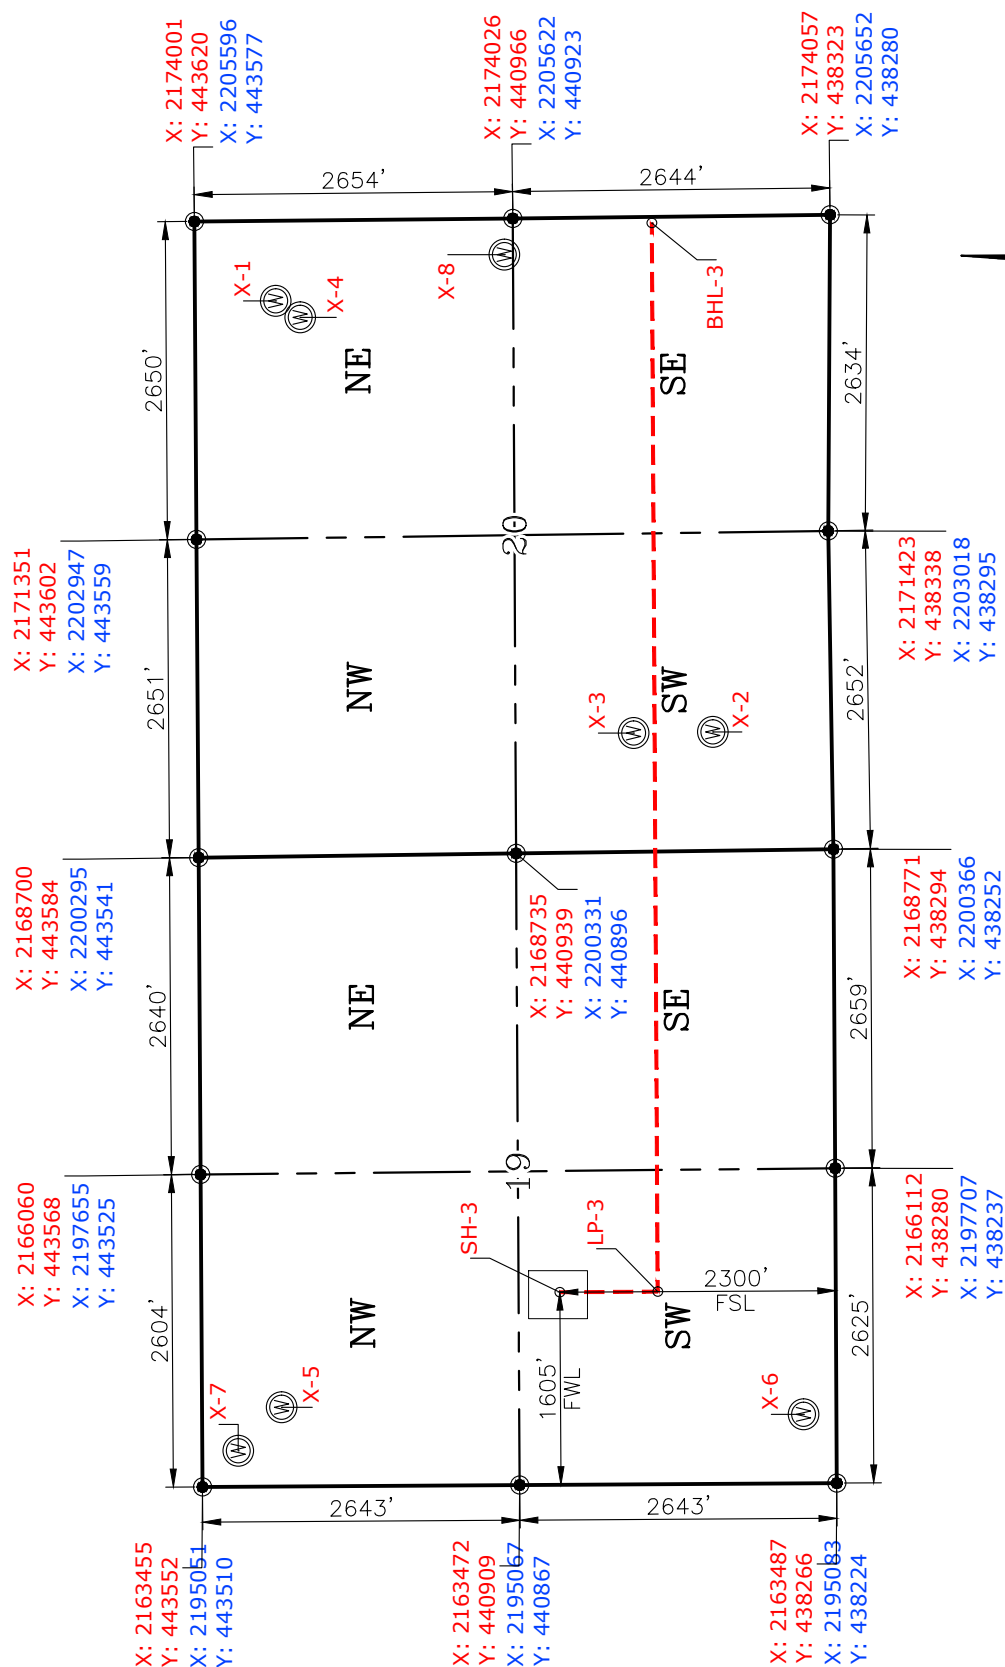 X: 2163455
Y: 443552
X: 2195051
Y: 443510
X: 2166060
Y: 443568
X: 2197655
Y: 443525
X: 2168700
Y: 443584
X: 2200295
Y: 443541
X: 2171351
Y: 443602
X: 2202947
Y: 443559
X: 2174001
Y: 443620
X: 2205596
Y: 443577
2604'
2640'
2651'
2650'
X-7
X-5
X-1
X-4
2643'
2654'
NW
NE
NW
NE
X-8
X: 2163472
Y: 440909
X: 2195067
Y: 440867
19
20
X: 2168735
Y: 440939
X: 2200331
Y: 440896
X: 2174026
Y: 440966
X: 2205622
Y: 440923
SH-3
1605'
FWL
LP-3
X-3
BHL-3
2643'
2644'
SW
SE
SW
SE
2300'
FSL
X-2
X-6
2625'
2659'
2652'
2634'
X: 2163487
Y: 438266
X: 2195083
Y: 438224
X: 2166112
Y: 438280
X: 2197707
Y: 438237
X: 2168771
Y: 438294
X: 2200366
Y: 438252
X: 2171423
Y: 438338
X: 2203018
Y: 438295
X: 2174057
Y: 438323
X: 2205652
Y: 438280
W
W
W
W
W
W
W
W